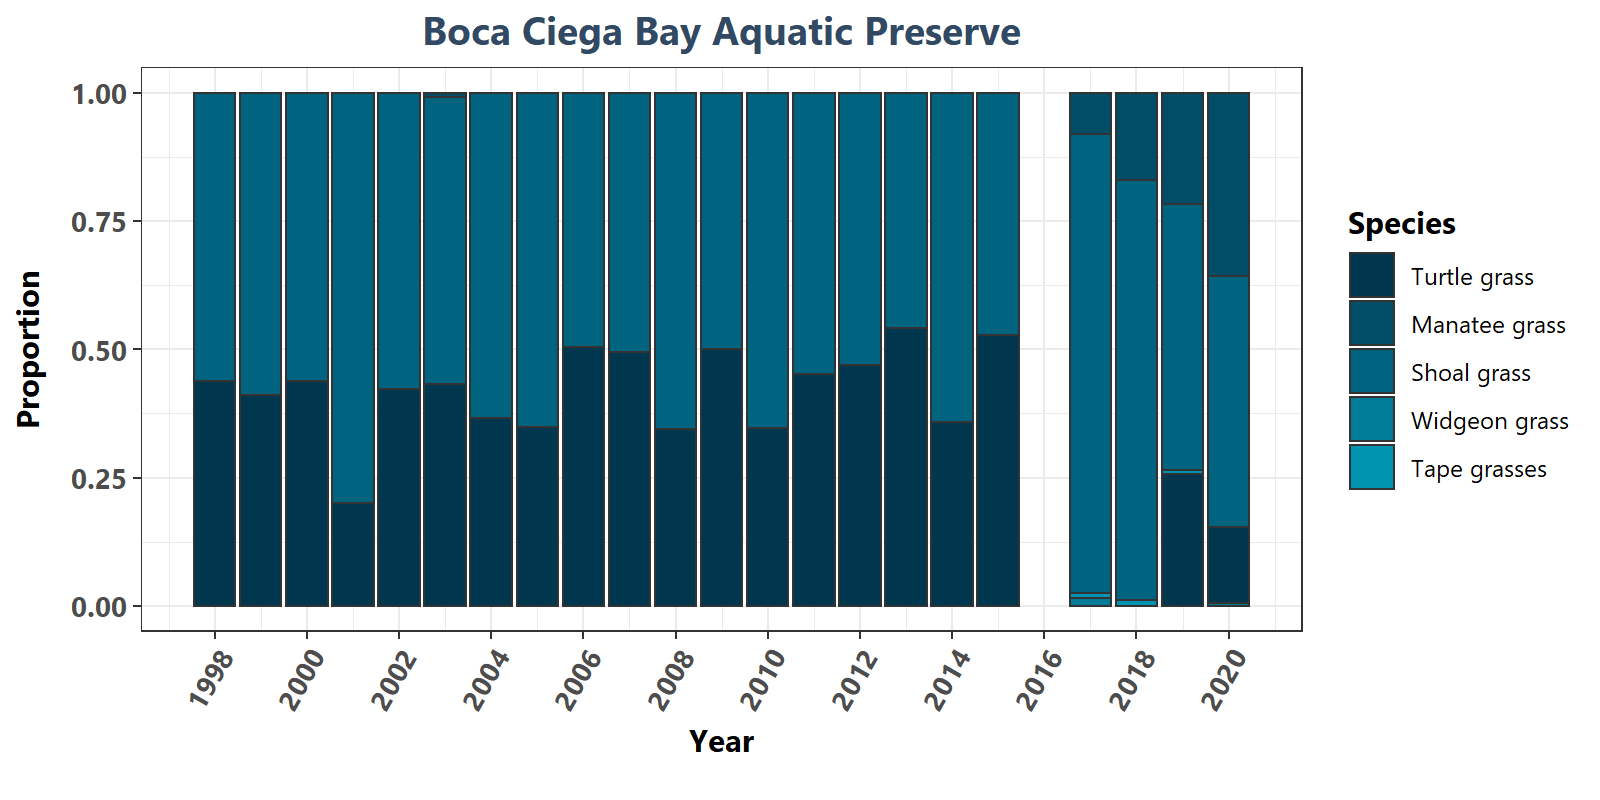 Boca Ciega Bay Aquatic Preserve
Proportion
1.00
0.75
0.50
0.25
0.00
1998
2000
2002
2004
2006
2008
2010
2012
2014
2016
2018
2020
Year
Species
Turtle grass
Manatee grass
Shoal grass
Widgeon grass
Tape grasses